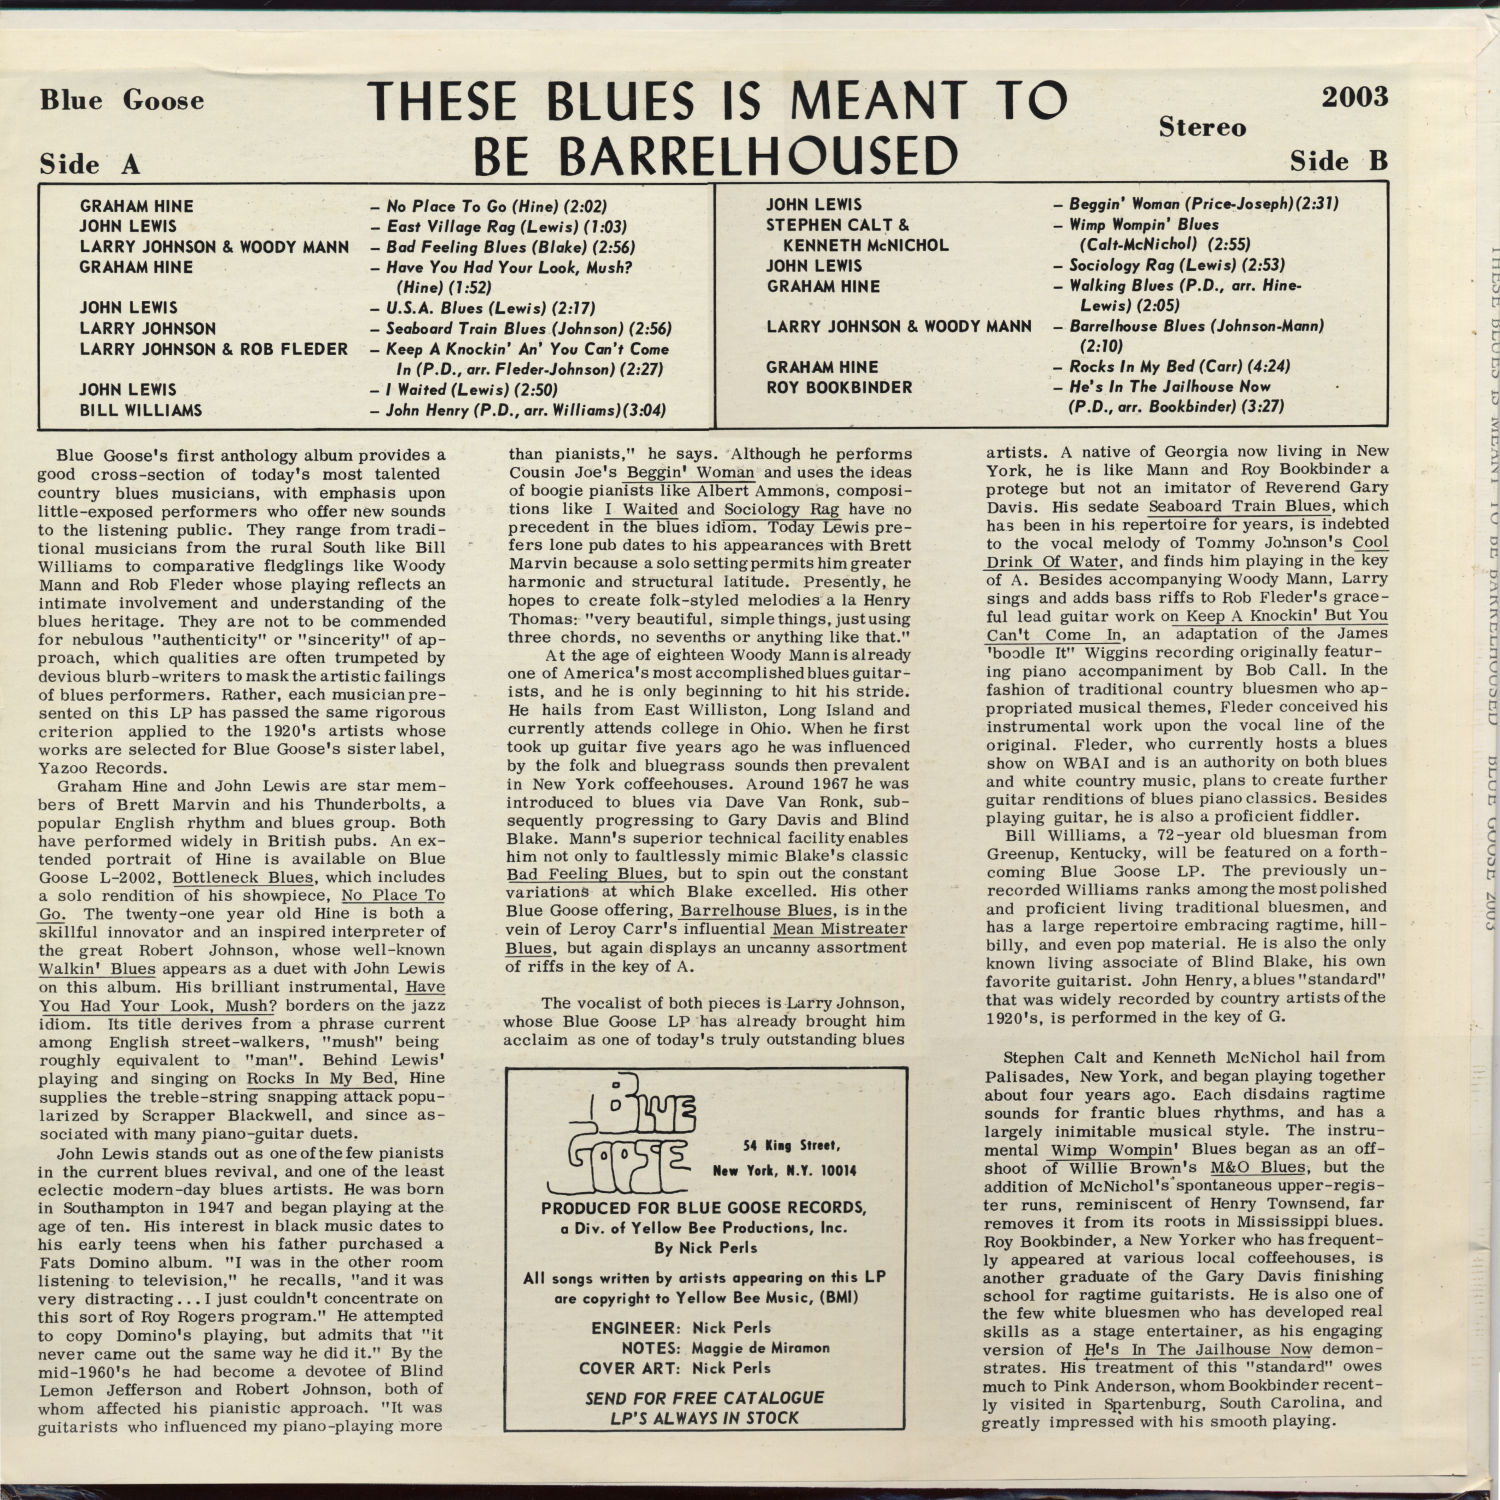 Blue Goose
THESE BLUES IS MEANT TO
BE BARRELHOUSED
2003
Stereo
Side A
Side B
GRAHAM HINE – No Place To Go (Hine) (2:02)
JOHN LEWIS – East Village Rag (Lewis) (1:03)
LARRY JOHNSON & WOODY MANN – Bad Feeling Blues (Blake) (2:56)
GRAHAM HINE – Have You Had Your Look, Mush?
(Hine) (1:52)
JOHN LEWIS – U.S.A. Blues (Lewis) (2:17)
LARRY JOHNSON – Seaboard Train Blues (Johnson) (2:56)
LARRY JOHNSON & ROB FLEDER – Keep A Knockin' An' You Can't Come
In (P.D., arr. Fleder-Johnson) (2:27)
JOHN LEWIS – I Waited (Lewis) (2:50)
BILL WILLIAMS – John Henry (P.D., arr. Williams)(3:04)
JOHN LEWIS – Beggin' Woman (Price-Joseph)(2:31)
STEPHEN CALT & – Wimp Wompin' Blues
KENNETH McNICHOL (Calt-McNichol) (2:55)
JOHN LEWIS – Sociology Rag (Lewis) (2:53)
GRAHAM HINE – Walking Blues (P.D., arr. Hine-
Lewis) (2:05)
LARRY JOHNSON & WOODY MANN – Barrelhouse Blues (Johnson-Mann)
(2:10)
GRAHAM HINE – Rocks In My Bed (Carr) (4:24)
ROY BOOKBINDER – He's In The Jailhouse Now
(P.D., arr. Bookbinder) (3:27)
Blue Goose's first anthology album provides a
good cross-section of today's most talented
country blues musicians, with emphasis upon
little-exposed performers who offer new sounds
to the listening public. They range from tradi-
tional musicians from the rural South like Bill
Williams to comparative fledglings like Woody
Mann and Rob Fleder whose playing reflects an
intimate involvement and understanding of the
blues heritage. They are not to be commended
for nebulous "authenticity" or "sincerity" of ap-
proach, which qualities are often trumpeted by
devious blurb-writers to mask the artistic failings
of blues performers. Rather, each musician pre-
sented on this LP has passed the same rigorous
criterion applied to the 1920's artists whose
works are selected for Blue Goose's sister label,
Yazoo Records.
Graham Hine and John Lewis are star mem-
bers of Brett Marvin and his Thunderbolts, a
popular English rhythm and blues group. Both
have performed widely in British pubs. An ex-
tended portrait of Hine is available on Blue
Goose L-2002, Bottleneck Blues, which includes
a solo rendition of his showpiece, No Place To
Go. The twenty-one year old Hine is both a
skillful innovator and an inspired interpreter of
the great Robert Johnson, whose well-known
Walkin' Blues appears as a duet with John Lewis
on this album. His brilliant instrumental, Have
You Had Your Look, Mush? borders on the jazz
idiom. Its title derives from a phrase current
among English street-walkers, "mush" being
roughly equivalent to "man". Behind Lewis'
playing and singing on Rocks In My Bed, Hine
supplies the treble-string snapping attack popu-
larized by Scrapper Blackwell, and since as-
sociated with many piano-guitar duets.
John Lewis stands out as one of the few pianists
in the current blues revival, and one of the least
eclectic modern-day blues artists. He was born
in Southampton in 1947 and began playing at the
age of ten. His interest in black music dates to
his early teens when his father purchased a
Fats Domino album. "I was in the other room
listening to television," he recalls, "and it was
very distracting...I just couldn't concentrate on
this sort of Roy Rogers program." He attempted
to copy Domino's playing, but admits that "it
never came out the same way he did it." By the
mid-1960's he had become a devotee of Blind
Lemon Jefferson and Robert Johnson, both of
whom affected his pianistic approach. "It was
guitarists who influenced my piano-playing more
than pianists," he says. Although he performs
Cousin Joe's Beggin' Woman and uses the ideas
of boogie pianists like Albert Ammons, composi-
tions like I Waited and Sociology Rag have no
precedent in the blues idiom. Today Lewis pre-
fers lone pub dates to his appearances with Brett
Marvin because a solo setting permits him greater
harmonic and structural latitude. Presently, he
hopes to create folk-styled melodies a la Henry
Thomas: "very beautiful, simple things, just using
three chords, no sevenths or anything like that."
At the age of eighteen Woody Mann is already
one of America's most accomplished blues guitar-
ists, and he is only beginning to hit his stride.
He hails from East Williston, Long Island and
currently attends college in Ohio. When he first
took up guitar five years ago he was influenced
by the folk and bluegrass sounds then prevalent
in New York coffeehouses. Around 1967 he was
introduced to blues via Dave Van Ronk, sub-
sequently progressing to Gary Davis and Blind
Blake. Mann's superior technical facility enables
him not only to faultlessly mimic Blake's classic
Bad Feeling Blues, but to spin out the constant
variations at which Blake excelled. His other
Blue Goose offering, Barrelhouse Blues, is in the
vein of Leroy Carr's influential Mean Mistreater
Blues, but again displays an uncanny assortment
of riffs in the key of A.
The vocalist of both pieces is Larry Johnson,
whose Blue Goose LP has already brought him
acclaim as one of today's truly outstanding blues
BLUE
GOOSE
54 King Street,
New York, N.Y. 10014
PRODUCED FOR BLUE GOOSE RECORDS,
a Div. of Yellow Bee Productions, Inc.
By Nick Perls
All songs written by artists appearing on this LP
are copyright to Yellow Bee Music, (BMI)
ENGINEER: Nick Perls
NOTES: Maggie de Miramon
COVER ART: Nick Perls
SEND FOR FREE CATALOGUE
LP'S ALWAYS IN STOCK
artists. A native of Georgia now living in New
York, he is like Mann and Roy Bookbinder a
protege but not an imitator of Reverend Gary
Davis. His sedate Seaboard Train Blues, which
has been in his repertoire for years, is indebted
to the vocal melody of Tommy Johnson's Cool
Drink Of Water, and finds him playing in the key
of A. Besides accompanying Woody Mann, Larry
sings and adds bass riffs to Rob Fleder's grace-
ful lead guitar work on Keep A Knockin' But You
Can't Come In, an adaptation of the James
'boodle It" Wiggins recording originally featur-
ing piano accompaniment by Bob Call. In the
fashion of traditional country bluesmen who ap-
propriated musical themes, Fleder conceived his
instrumental work upon the vocal line of the
original. Fleder, who currently hosts a blues
show on WBAI and is an authority on both blues
and white country music, plans to create further
guitar renditions of blues piano classics. Besides
playing guitar, he is also a proficient fiddler.
Bill Williams, a 72-year old bluesman from
Greenup, Kentucky, will be featured on a forth-
coming Blue Goose LP. The previously un-
recorded Williams ranks among the most polished
and proficient living traditional bluesmen, and
has a large repertoire embracing ragtime, hill-
billy, and even pop material. He is also the only
known living associate of Blind Blake, his own
favorite guitarist. John Henry, a blues "standard"
that was widely recorded by country artists of the
1920's, is performed in the key of G.
Stephen Calt and Kenneth McNichol hail from
Palisades, New York, and began playing together
about four years ago. Each disdains ragtime
sounds for frantic blues rhythms, and has a
largely inimitable musical style. The instru-
mental Wimp Wompin' Blues began as an off-
shoot of Willie Brown's M&O Blues, but the
addition of McNichol's spontaneous upper-regis-
ter runs, reminiscent of Henry Townsend, far
removes it from its roots in Mississippi blues.
Roy Bookbinder, a New Yorker who has frequent-
ly appeared at various local coffeehouses, is
another graduate of the Gary Davis finishing
school for ragtime guitarists. He is also one of
the few white bluesmen who has developed real
skills as a stage entertainer, as his engaging
version of He's In The Jailhouse Now demon-
strates. His treatment of this "standard" owes
much to Pink Anderson, whom Bookbinder recent-
ly visited in Spartenburg, South Carolina, and
greatly impressed with his smooth playing.
THESE BLUES IS MEANT TO BE BARRELHOUSED BLUE GOOSE 2003